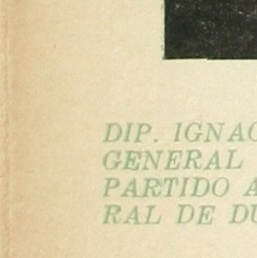 DIP. IGNAC
GENERAL
PARTIDO A
RAL DE DU